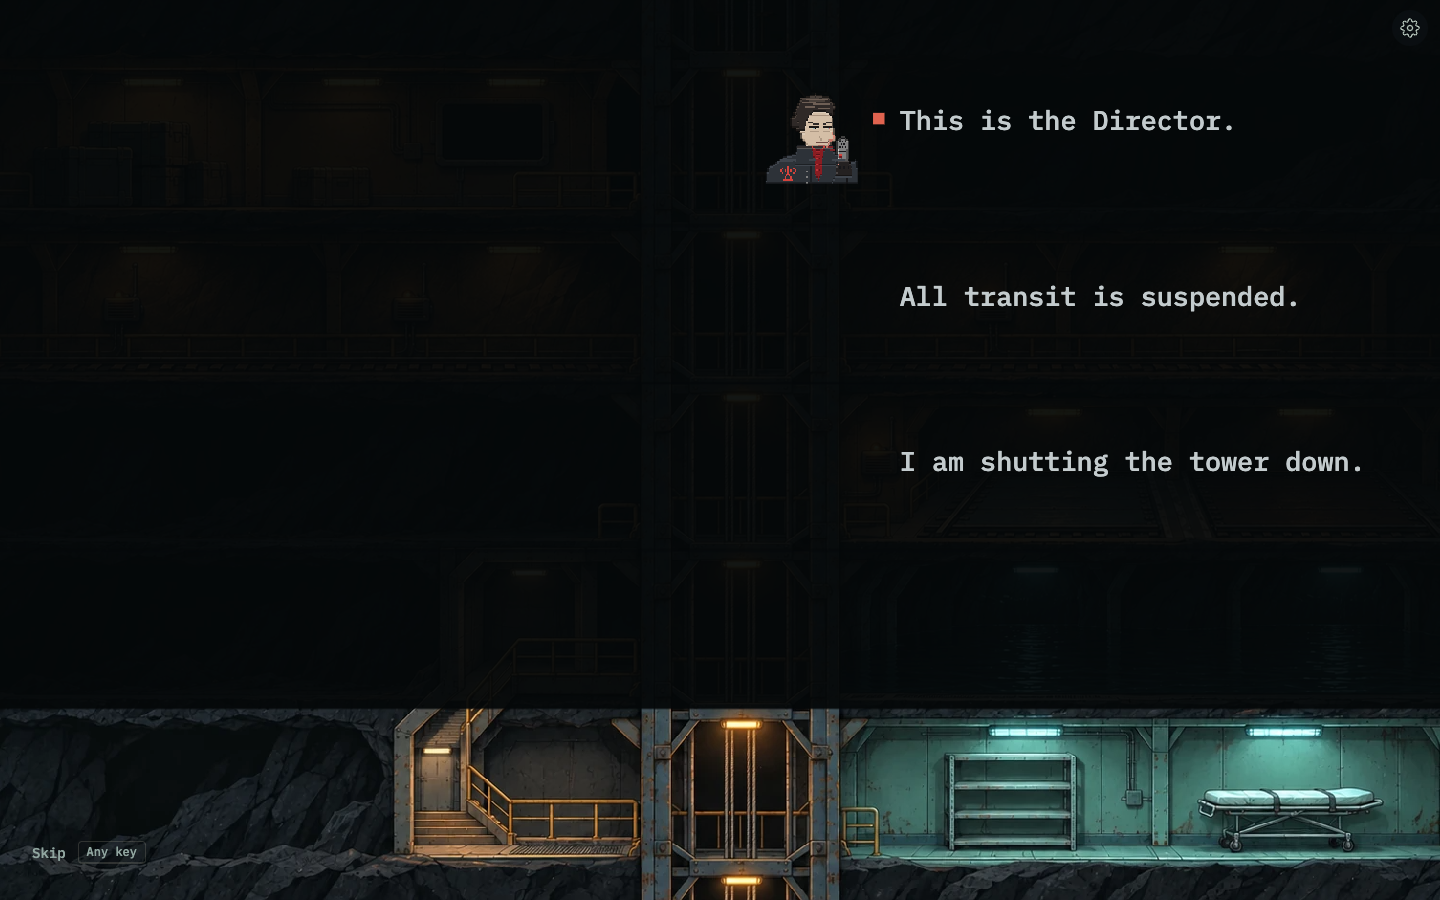 This is the Director.
All transit is suspended.
I am shutting the tower down.
Skip Any key